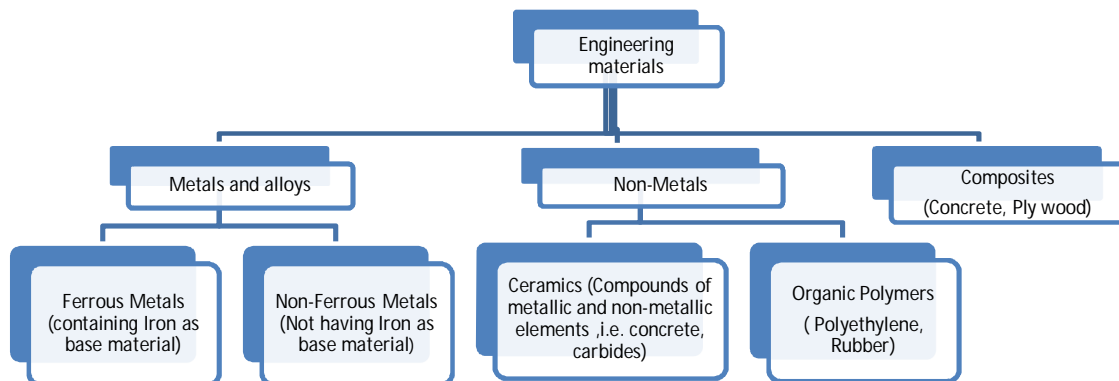 Engineering
materials
Metals and alloys
Non-Metals
Composites
(Concrete, Ply wood)
Ferrous Metals
(containing Iron as
base material)
Non-Ferrous Metals
(Not having Iron as
base material)
Ceramics (Compounds of
metallic and non-metallic
elements ,i.e. concrete,
carbides)
Organic Polymers
( Polyethylene,
Rubber)